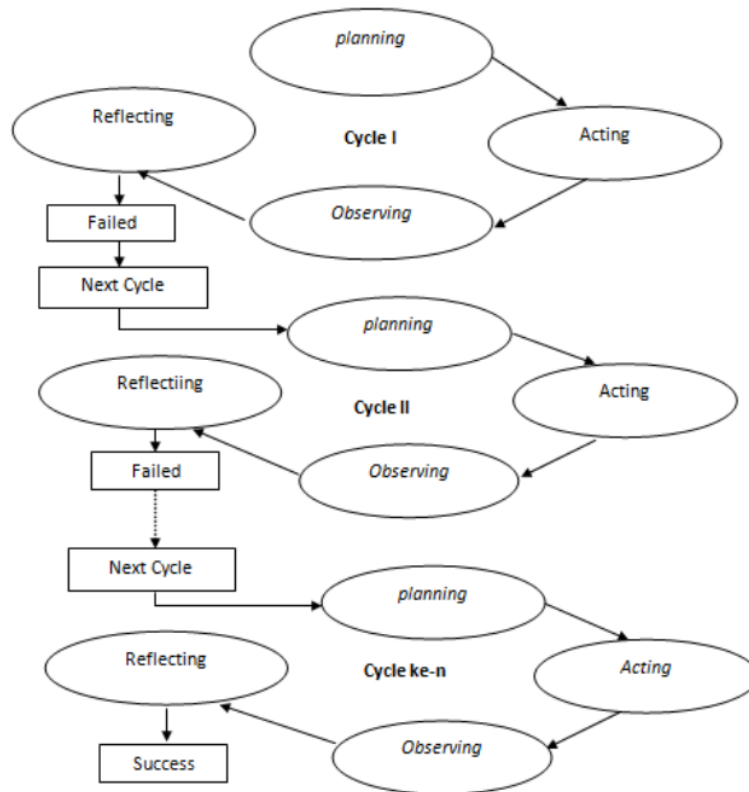 planning
Reflecting
Cycle I
Acting
Observing
Failed
Next Cycle
planning
Reflectiing
Cycle II
Acting
Observing
Failed
Next Cycle
planning
Reflecting
Cycle ke-n
Acting
Observing
Success